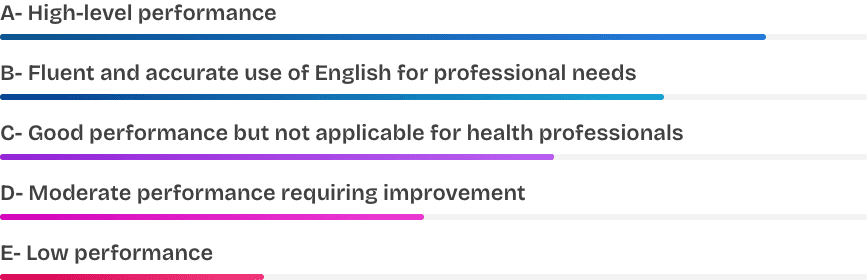 A- High-level performance
B- Fluent and accurate use of English for professional needs
C- Good performance but not applicable for health professionals
D- Moderate performance requiring improvement
E- Low performance